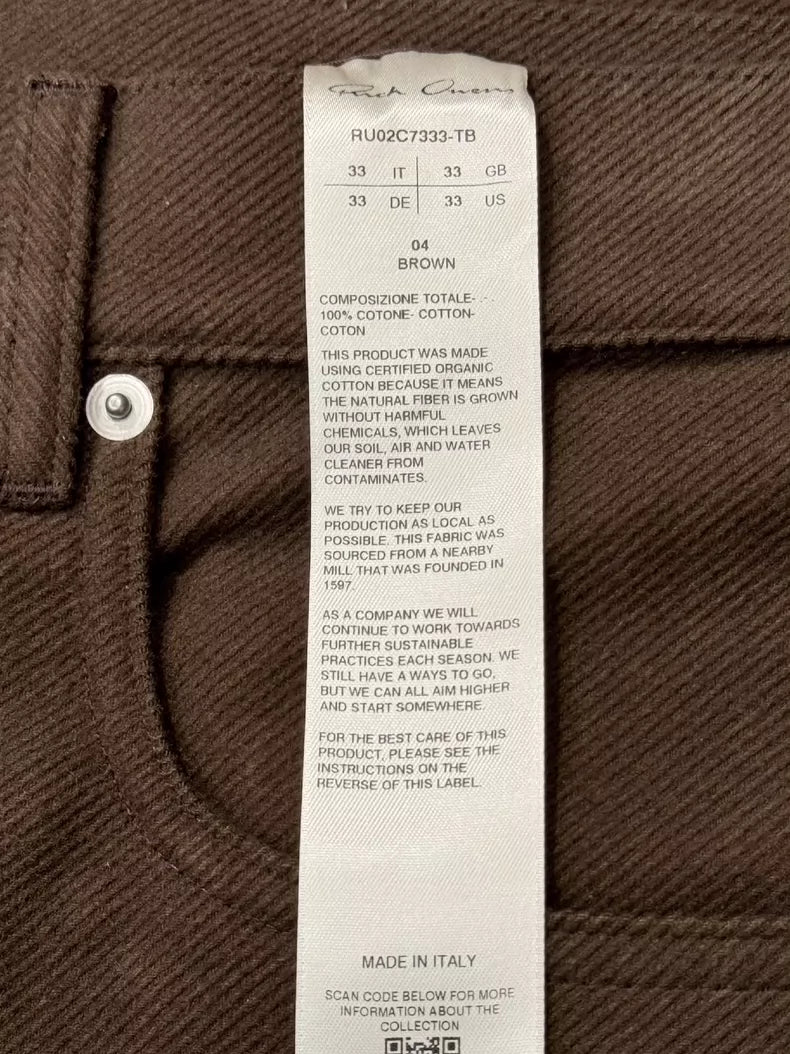 Rick Owens
RU02C7333-TB
33 IT 33 GB
33 DE 33 US
04
BROWN
COMPOSIZIONE TOTALE- - -
100% COTONE- COTTON-
COTON
THIS PRODUCT WAS MADE
USING CERTIFIED ORGANIC
COTTON BECAUSE IT MEANS
THE NATURAL FIBER IS GROWN
WITHOUT HARMFUL
CHEMICALS, WHICH LEAVES
OUR SOIL, AIR AND WATER
CLEANER FROM
CONTAMINATES.
WE TRY TO KEEP OUR
PRODUCTION AS LOCAL AS
POSSIBLE. THIS FABRIC WAS
SOURCED FROM A NEARBY
MILL THAT WAS FOUNDED IN
1597.
AS A COMPANY WE WILL
CONTINUE TO WORK TOWARDS
FURTHER SUSTAINABLE
PRACTICES EACH SEASON. WE
STILL HAVE A WAYS TO GO,
BUT WE CAN ALL AIM HIGHER
AND START SOMEWHERE.
FOR THE BEST CARE OF THIS
PRODUCT, PLEASE SEE THE
INSTRUCTIONS ON THE
REVERSE OF THIS LABEL.
MADE IN ITALY
SCAN CODE BELOW FOR MORE
INFORMATION ABOUT THE
COLLECTION